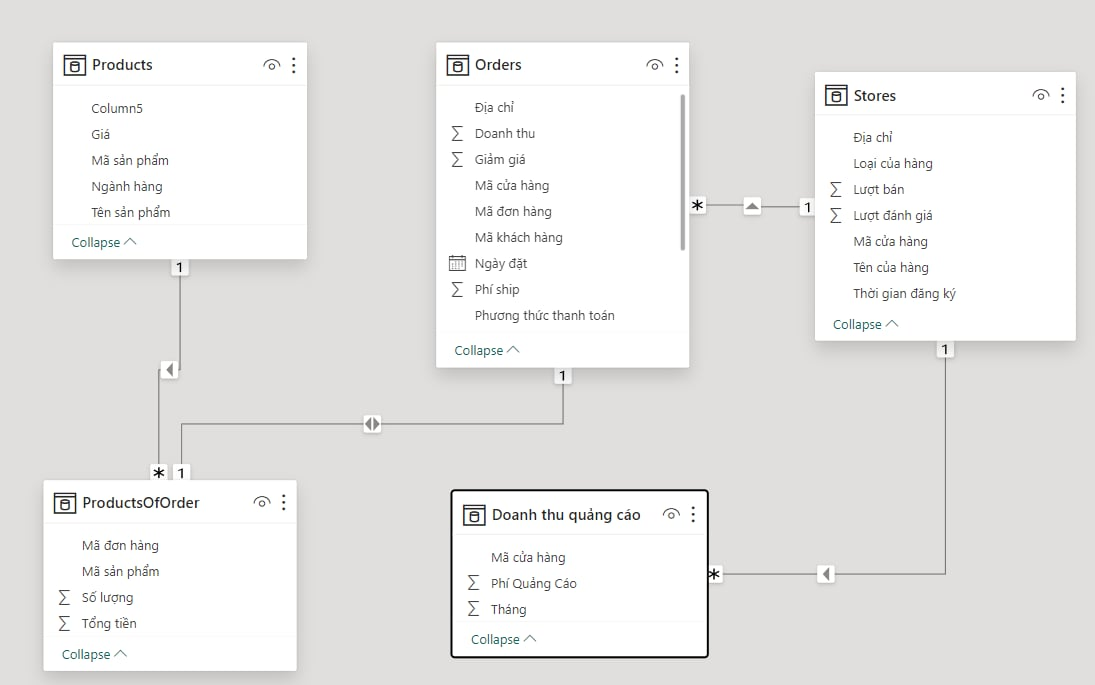 Products
Column5
Giá
Mã sản phẩm
Ngành hàng
Tên sản phẩm
Collapse
1
Orders
Địa chỉ
Doanh thu
Giảm giá
Mã cửa hàng
Mã đơn hàng
Mã khách hàng
Ngày đặt
Phí ship
Phương thức thanh toán
Collapse
1
*
1
Stores
Địa chỉ
Loại của hàng
Lượt bán
Lượt đánh giá
Mã cửa hàng
Tên của hàng
Thời gian đăng ký
Collapse
1
* 1
ProductsOfOrder
Mã đơn hàng
Mã sản phẩm
Số lượng
Tổng tiền
Collapse
Doanh thu quảng cáo
Mã cửa hàng
Phí Quảng Cáo
Tháng
Collapse
*